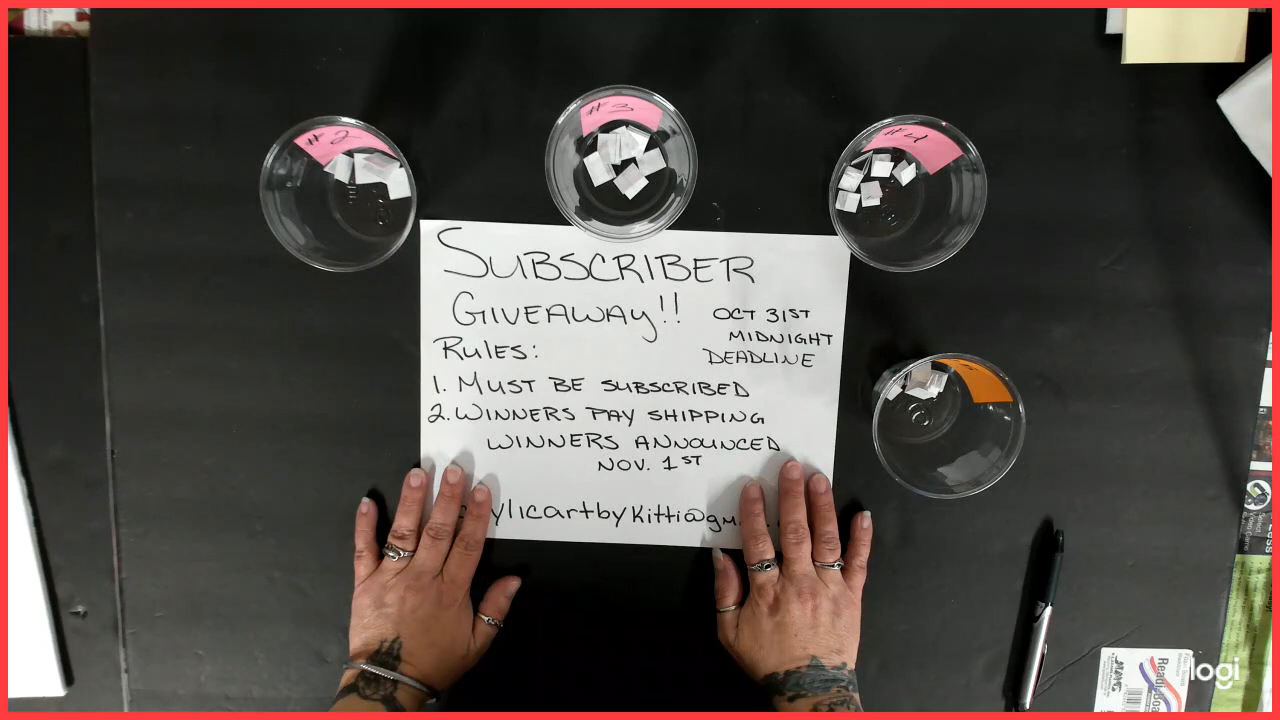 #2
#3
#4
SUBSCRIBER
GIVEAWAY!!
OCT 31ST
MIDNIGHT
DEADLINE
RULES:
1. MUST BE SUBSCRIBED
2. WINNERS PAY SHIPPING
WINNERS ANNOUNCED
NOV. 1ST
logi